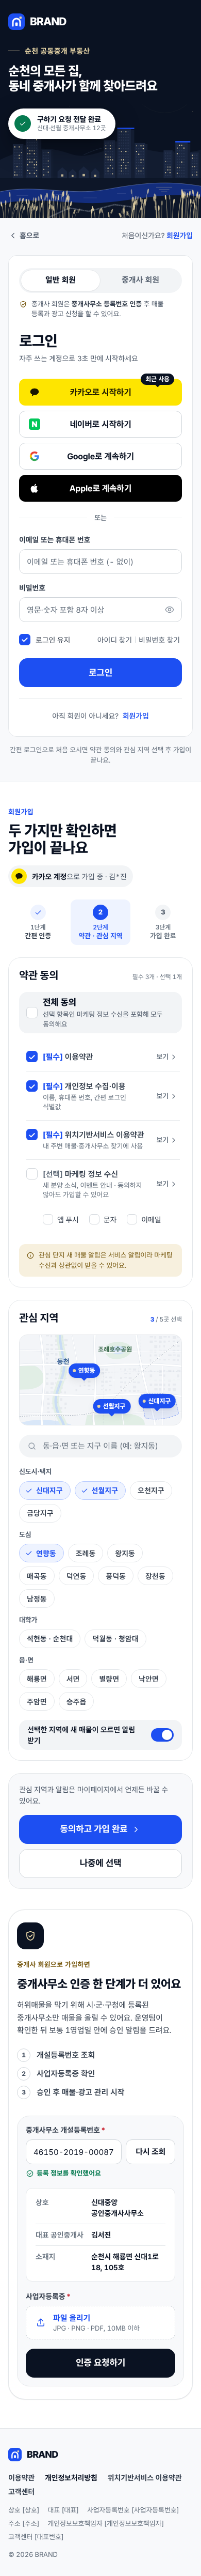 BRAND
순천 공동중개 부동산
순천의 모든 집,
동네 중개사가 함께 찾아드려요
구하기 요청 전달 완료
신대·선월 중개사무소 12곳
홈으로
처음이신가요? 회원가입
일반 회원
중개사 회원
중개사 회원은 중개사무소 등록번호 인증 후 매물
등록과 광고 신청을 할 수 있어요.
로그인
자주 쓰는 계정으로 3초 만에 시작하세요
최근 사용
카카오로 시작하기
네이버로 시작하기
Google로 계속하기
Apple로 계속하기
또는
이메일 또는 휴대폰 번호
이메일 또는 휴대폰 번호 (- 없이)
비밀번호
영문·숫자 포함 8자 이상
로그인 유지
아이디 찾기
비밀번호 찾기
로그인
아직 회원이 아니세요? 회원가입
간편 로그인으로 처음 오시면 약관 동의와 관심 지역 선택 후 가입이
끝나요.
회원가입
두 가지만 확인하면
가입이 끝나요
카카오 계정으로 가입 중 · 김*진
1단계
간편 인증
2
2단계
약관 · 관심 지역
3
3단계
가입 완료
약관 동의
필수 3개 · 선택 1개
전체 동의
선택 항목인 마케팅 정보 수신을 포함해 모두
동의해요
[필수] 이용약관
보기
[필수] 개인정보 수집·이용
이름, 휴대폰 번호, 간편 로그인
식별값
보기
[필수] 위치기반서비스 이용약관
내 주변 매물·중개사무소 찾기에 사용
보기
[선택] 마케팅 정보 수신
새 분양 소식, 이벤트 안내 · 동의하지
않아도 가입할 수 있어요
보기
앱 푸시
문자
이메일
관심 단지 새 매물 알림은 서비스 알림이라 마케팅
수신과 상관없이 받을 수 있어요.
관심 지역
3 / 5곳 선택
조례호수공원
동천
연향동
신대지구
선월지구
동·읍·면 또는 지구 이름 (예: 왕지동)
신도시·택지
신대지구
선월지구
오천지구
금당지구
도심
연향동
조례동
왕지동
매곡동
덕연동
풍덕동
장천동
남정동
대학가
석현동 · 순천대
덕월동 · 청암대
읍·면
해룡면
서면
별량면
낙안면
주암면
승주읍
선택한 지역에 새 매물이 오르면 알림
받기
관심 지역과 알림은 마이페이지에서 언제든 바꿀 수
있어요.
동의하고 가입 완료
나중에 선택
중개사 회원으로 가입하면
중개사무소 인증 한 단계가 더 있어요
허위매물을 막기 위해 시·군·구청에 등록된
중개사무소만 매물을 올릴 수 있어요. 운영팀이
확인한 뒤 보통 1영업일 안에 승인 알림을 드려요.
1 개설등록번호 조회
2 사업자등록증 확인
3 승인 후 매물·광고 관리 시작
중개사무소 개설등록번호 *
46150-2019-00087
다시 조회
등록 정보를 확인했어요
상호 신대중앙
공인중개사사무소
대표 공인중개사 김서진
소재지 순천시 해룡면 신대1로
18, 105호
사업자등록증 *
파일 올리기
JPG · PNG · PDF, 10MB 이하
인증 요청하기
BRAND
이용약관 개인정보처리방침 위치기반서비스 이용약관
고객센터
상호 [상호] 대표 [대표] 사업자등록번호 [사업자등록번호]
주소 [주소] 개인정보보호책임자 [개인정보보호책임자]
고객센터 [대표번호]
© 2026 BRAND